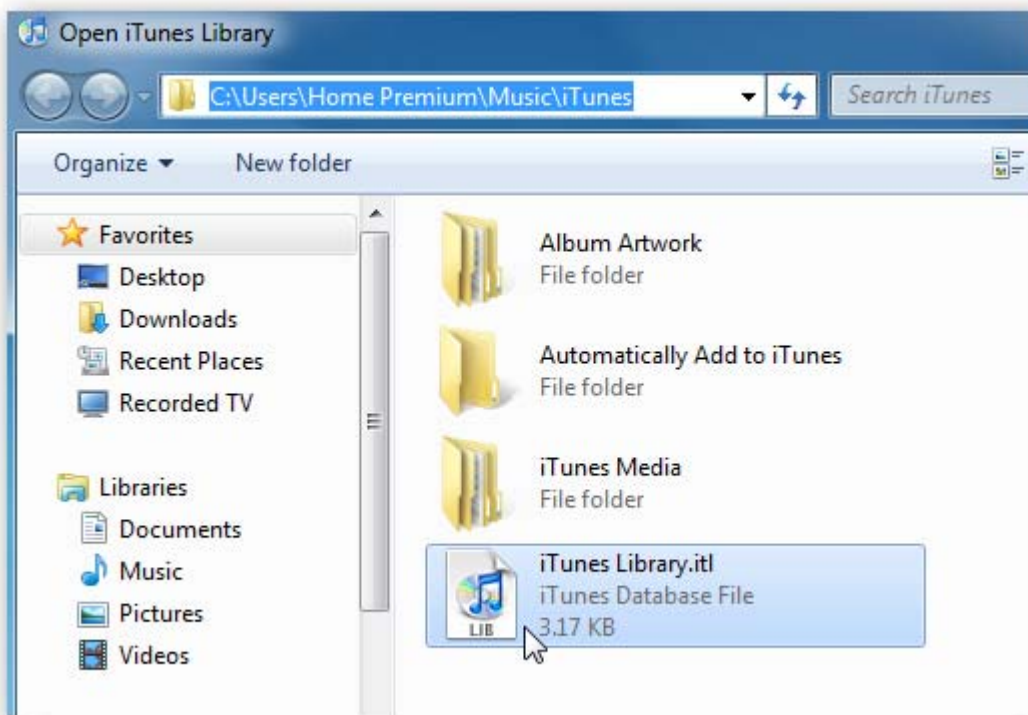 Open iTunes Library
C:\Users\Home Premium\Music\iTunes
Search iTunes
Organize
New folder
Favorites
Desktop
Downloads
Recent Places
Recorded TV
Libraries
Documents
Music
Pictures
Videos
Album Artwork
File folder
Automatically Add to iTunes
File folder
iTunes Media
File folder
LIB
iTunes Library.itl
iTunes Database File
3.17 KB